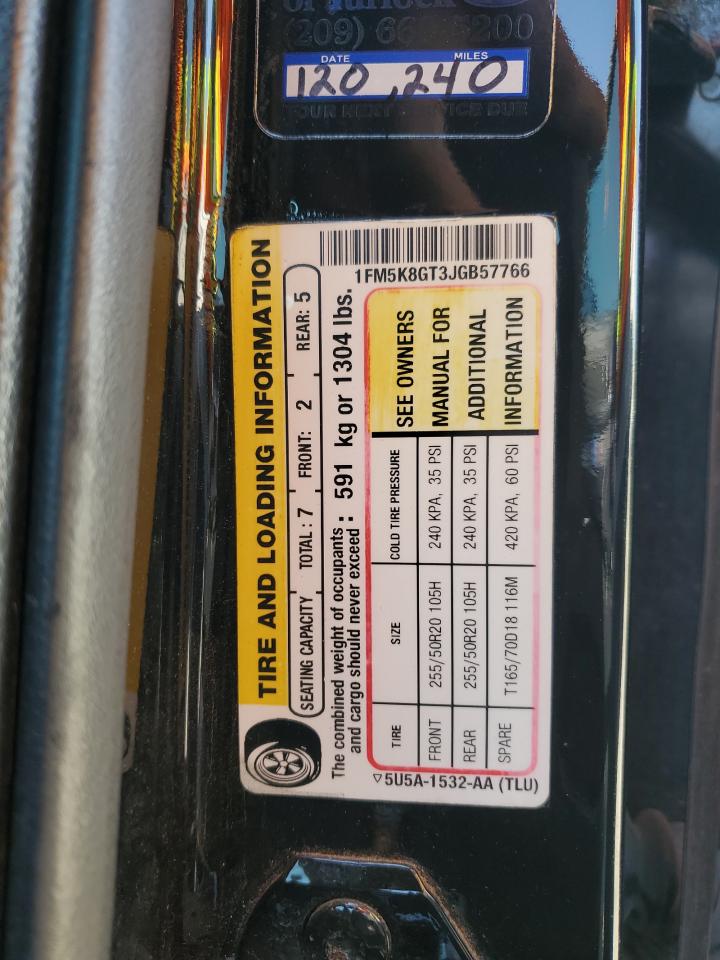 of Turlock
(209) 66 5200
DATE MILES
120,240
YOUR NEXT SERVICE DUE
1FM5K8GT3JGB57766
TIRE AND LOADING INFORMATION
SEATING CAPACITY TOTAL : 7 FRONT: 2 REAR: 5
The combined weight of occupants
and cargo should never exceed : 591 kg or 1304 lbs.
TIRE SIZE COLD TIRE PRESSURE SEE OWNERS
FRONT 255/50R20 105H 240 KPA, 35 PSI MANUAL FOR
REAR 255/50R20 105H 240 KPA, 35 PSI ADDITIONAL
SPARE T165/70D18 116M 420 KPA, 60 PSI INFORMATION
▽5U5A-1532-AA (TLU)